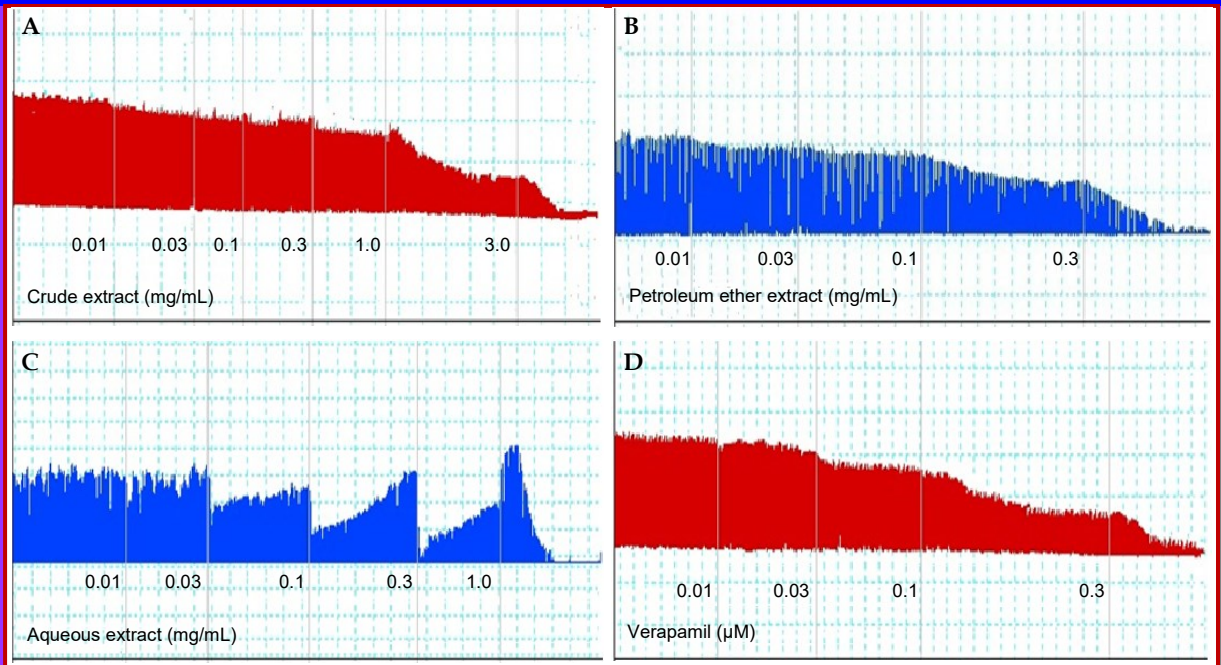 A
0.01 0.03 0.1 0.3 1.0 3.0
Crude extract (mg/mL)
B
0.01 0.03 0.1 0.3
Petroleum ether extract (mg/mL)
C
0.01 0.03 0.1 0.3 1.0
Aqueous extract (mg/mL)
D
0.01 0.03 0.1 0.3
Verapamil (µM)